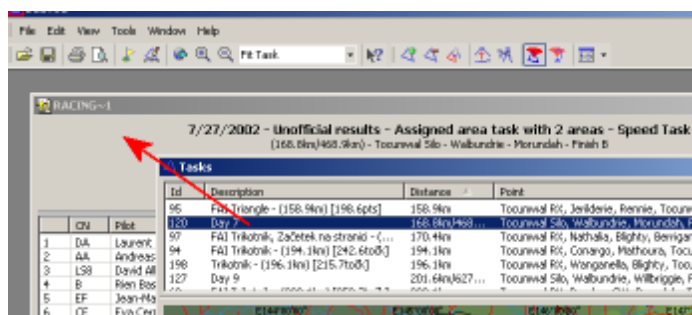 File Edit View Tools Window Help
Fit Task
RACING~1
7/27/2002 - Unofficial results - Assigned area task with 2 areas - Speed Task
(168.8km/468.9km) - Tocumwal Silo - Walbundrie - Morundah - Finish B
Tasks
Id Description Distance Point
95 FAI Triangle - (158.9km) [198.6pts] 158.9km Tocumwal RX, Jerilderie, Rennie, Tocum
120 Day 7 168.8km/468... Tocumwal Silo, Walbundrie, Morundah, F
97 FAI Trikotnik, Začetek na stranici - (... 170.4km Tocumwal RX, Nathalia, Blighty, Berrigan
94 FAI Trikotnik - (194.1km) [242.6točk] 194.1km Tocumwal RX, Conargo, Mathoura, Tocu
198 Trikotnik - (196.1km) [215.7točk] 196.1km Tocumwal RX, Wanganella, Blighty, Tocu
127 Day 9 201.6km/627... Tocumwal Silo, Walbundrie, Willbriggie, F
CN Pilot
1 DA Laurent
2 AA Andreas
3 LS8 David All
4 B Rien Bas
5 EF Jean-Ma
6 CF Eva Cer